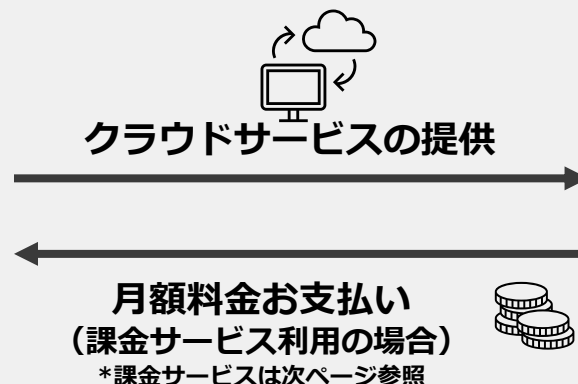 クラウドサービスの提供
月額料金お支払い
（課金サービス利用の場合）
*課金サービスは次ページ参照